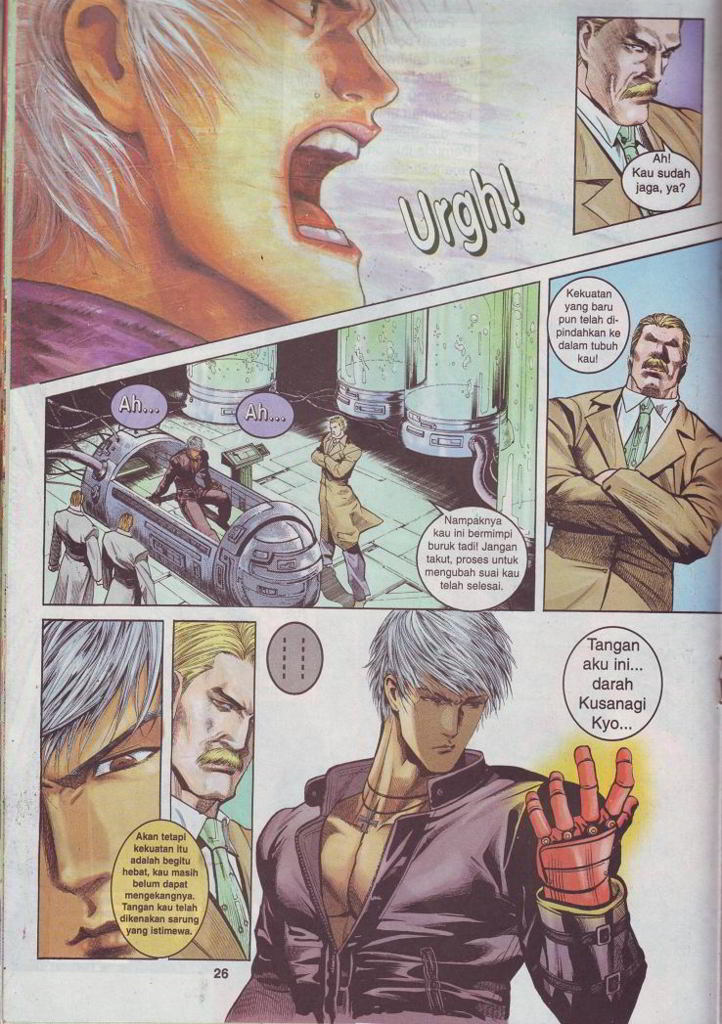 Urgh!
Ah!
Kau sudah
jaga, ya?
Ah...
Ah...
Nampaknya
kau ini bermimpi
buruk tadi! Jangan
takut, proses untuk
mengubah suai kau
telah selesai.
Kekuatan
yang baru
pun telah di-
pindahkan ke
dalam tubuh
kau!
Akan tetapi
kekuatan itu
adalah begitu
hebat, kau masih
belum dapat
mengekangnya.
Tangan kau telah
dikenakan sarung
yang istimewa.
Tangan
aku ini...
darah
Kusanagi
Kyo...
26